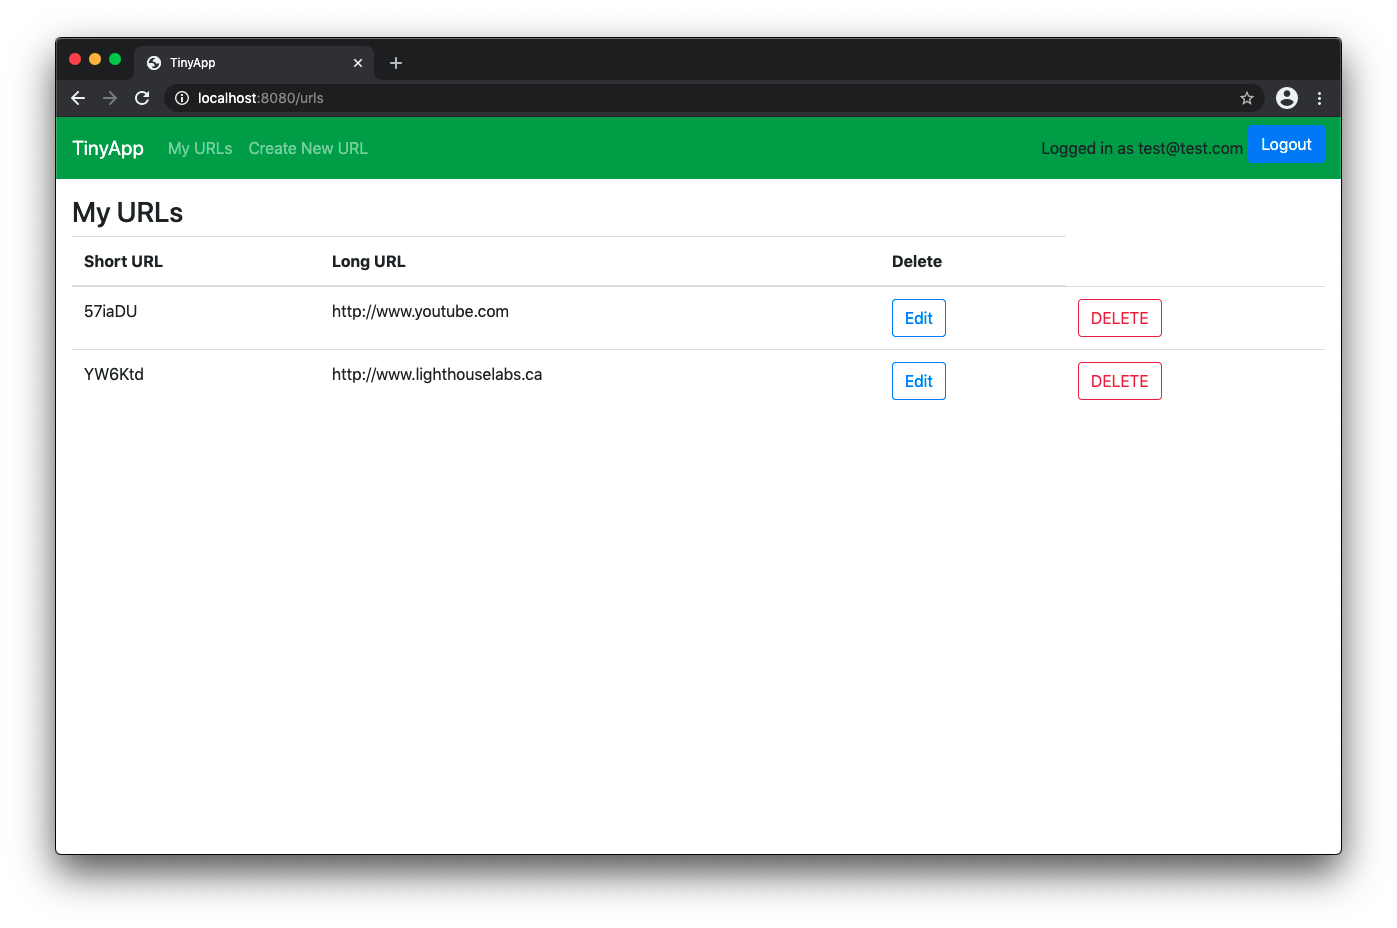 TinyApp
localhost:8080/urls
TinyApp My URLs Create New URL Logged in as test@test.com Logout
My URLs
Short URL Long URL Delete
57iaDU http://www.youtube.com Edit DELETE
YW6Ktd http://www.lighthouselabs.ca Edit DELETE